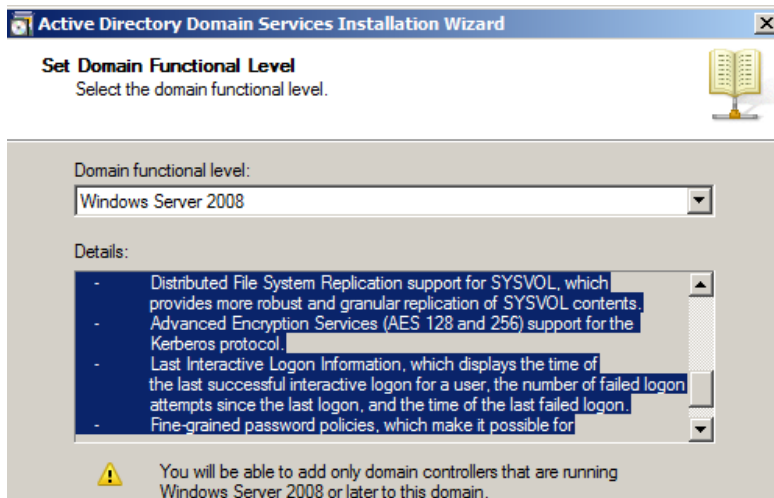 Active Directory Domain Services Installation Wizard
Set Domain Functional Level
Select the domain functional level.
Domain functional level:
Windows Server 2008
Details:
- Distributed File System Replication support for SYSVOL, which
provides more robust and granular replication of SYSVOL contents.
- Advanced Encryption Services (AES 128 and 256) support for the
Kerberos protocol.
- Last Interactive Logon Information, which displays the time of
the last successful interactive logon for a user, the number of failed logon
attempts since the last logon, and the time of the last failed logon.
- Fine-grained password policies, which make it possible for
You will be able to add only domain controllers that are running
Windows Server 2008 or later to this domain.